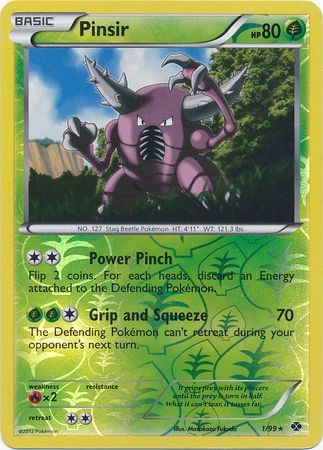 BASIC
Pinsir HP80
NO. 127 Stag Beetle Pokémon HT: 4'11" WT: 121.3 lbs.
Power Pinch
Flip 2 coins. For each heads, discard an Energy
attached to the Defending Pokémon.
Grip and Squeeze 70
The Defending Pokémon can't retreat during your
opponent's next turn.
weakness resistance
×2
retreat
It grips prey with its pincers
until the prey is torn in half.
What it can't tear, it tosses far.
©2012 Pokémon Illus. Masakazu Fukuda 1/99★